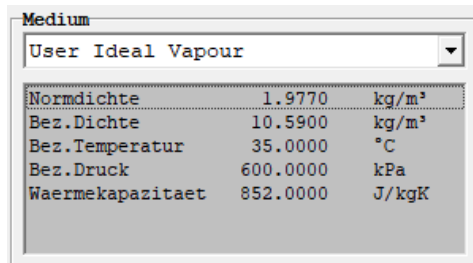 Medium
User Ideal Vapour
Normdichte 1.9770 kg/m³
Bez.Dichte 10.5900 kg/m³
Bez.Temperatur 35.0000 °C
Bez.Druck 600.0000 kPa
Waermekapazitaet 852.0000 J/kgK